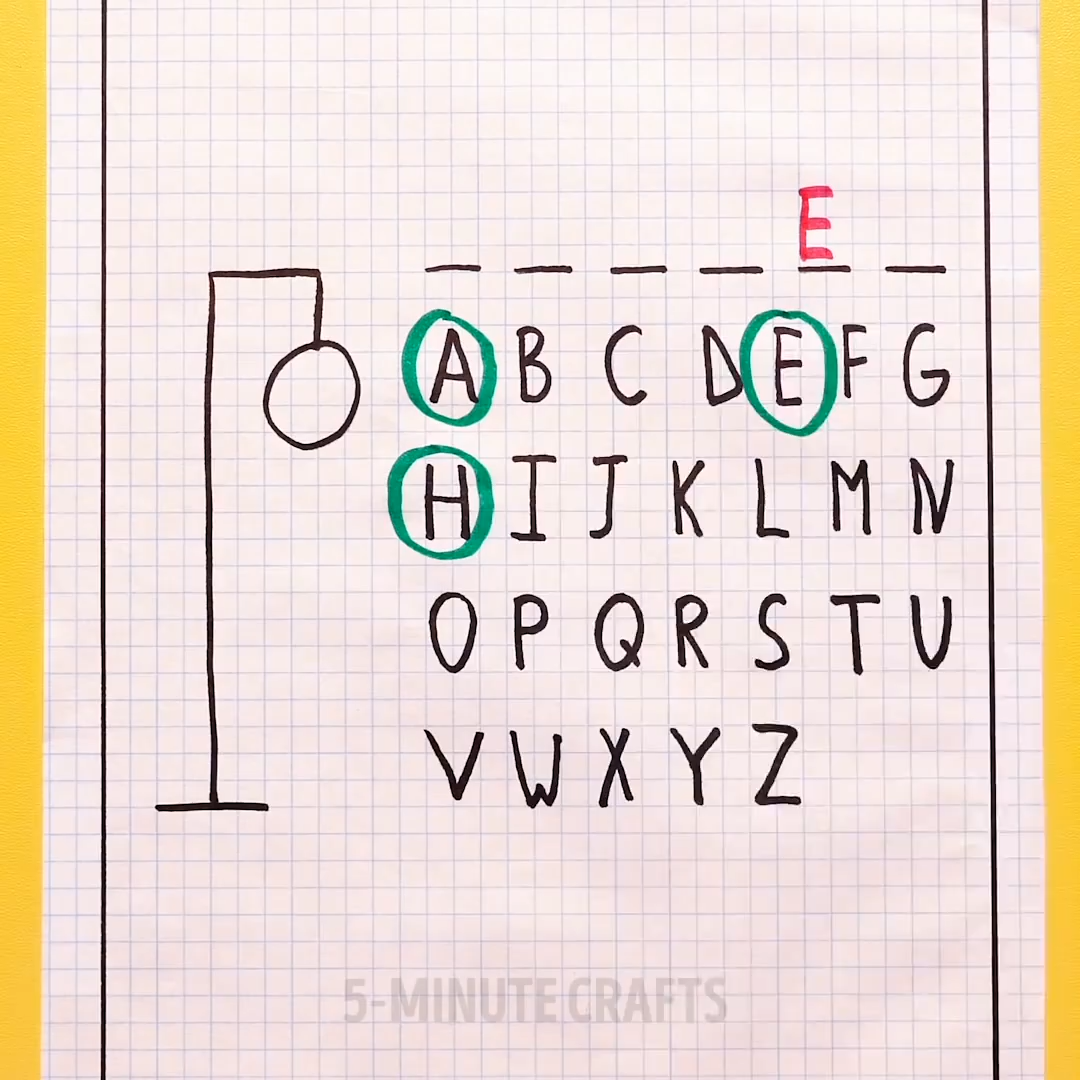 E
_ _ _ _ _ _
A B C D E F G
H I J K L M N
O P Q R S T U
V W X Y Z
5-MINUTE CRAFTS